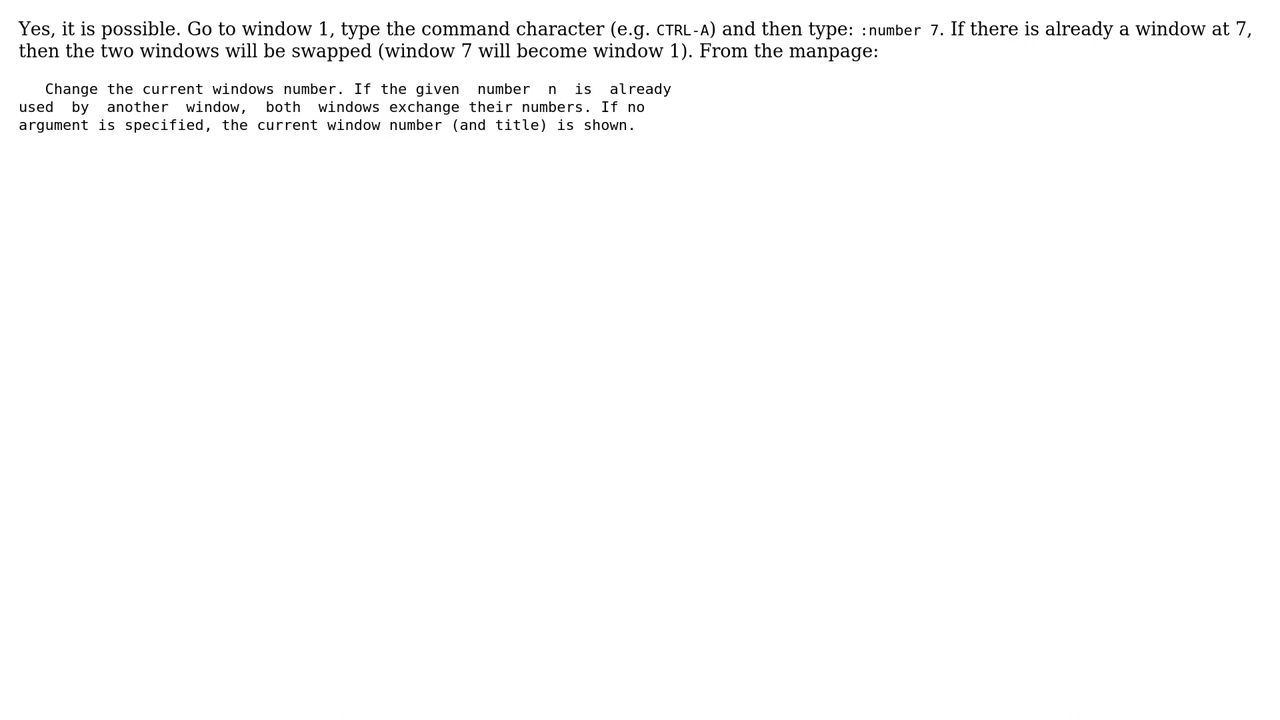 Yes, it is possible. Go to window 1, type the command character (e.g. CTRL-A) and then type: :number 7. If there is already a window at 7,
then the two windows will be swapped (window 7 will become window 1). From the manpage:
   Change the current windows number. If the given  number  n  is  already
used  by  another  window,  both  windows exchange their numbers. If no
argument is specified, the current window number (and title) is shown.